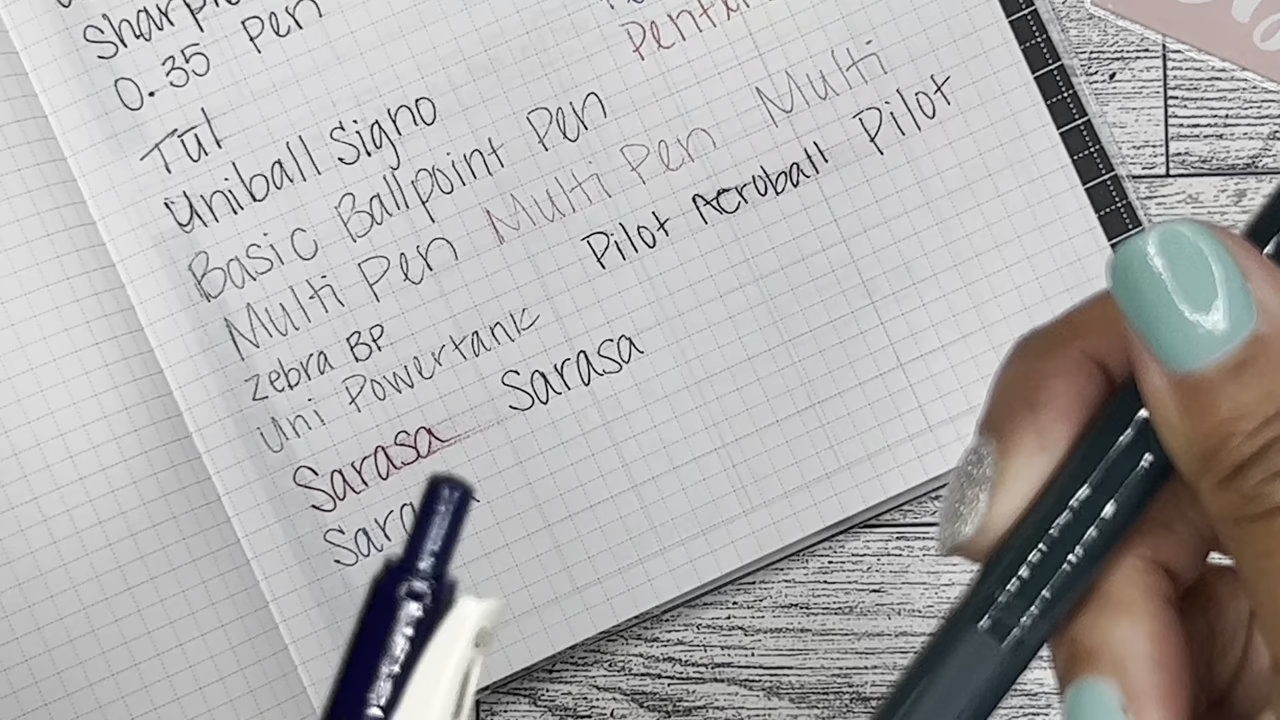 Sharpie
0.35 Pen
Tul
Uniball Signo
Basic Ballpoint Pen
Multi Pen Multi Pen Multi
zebra BP Pilot Acroball Pilot
Uni Powertank
Sarasa Sarasa